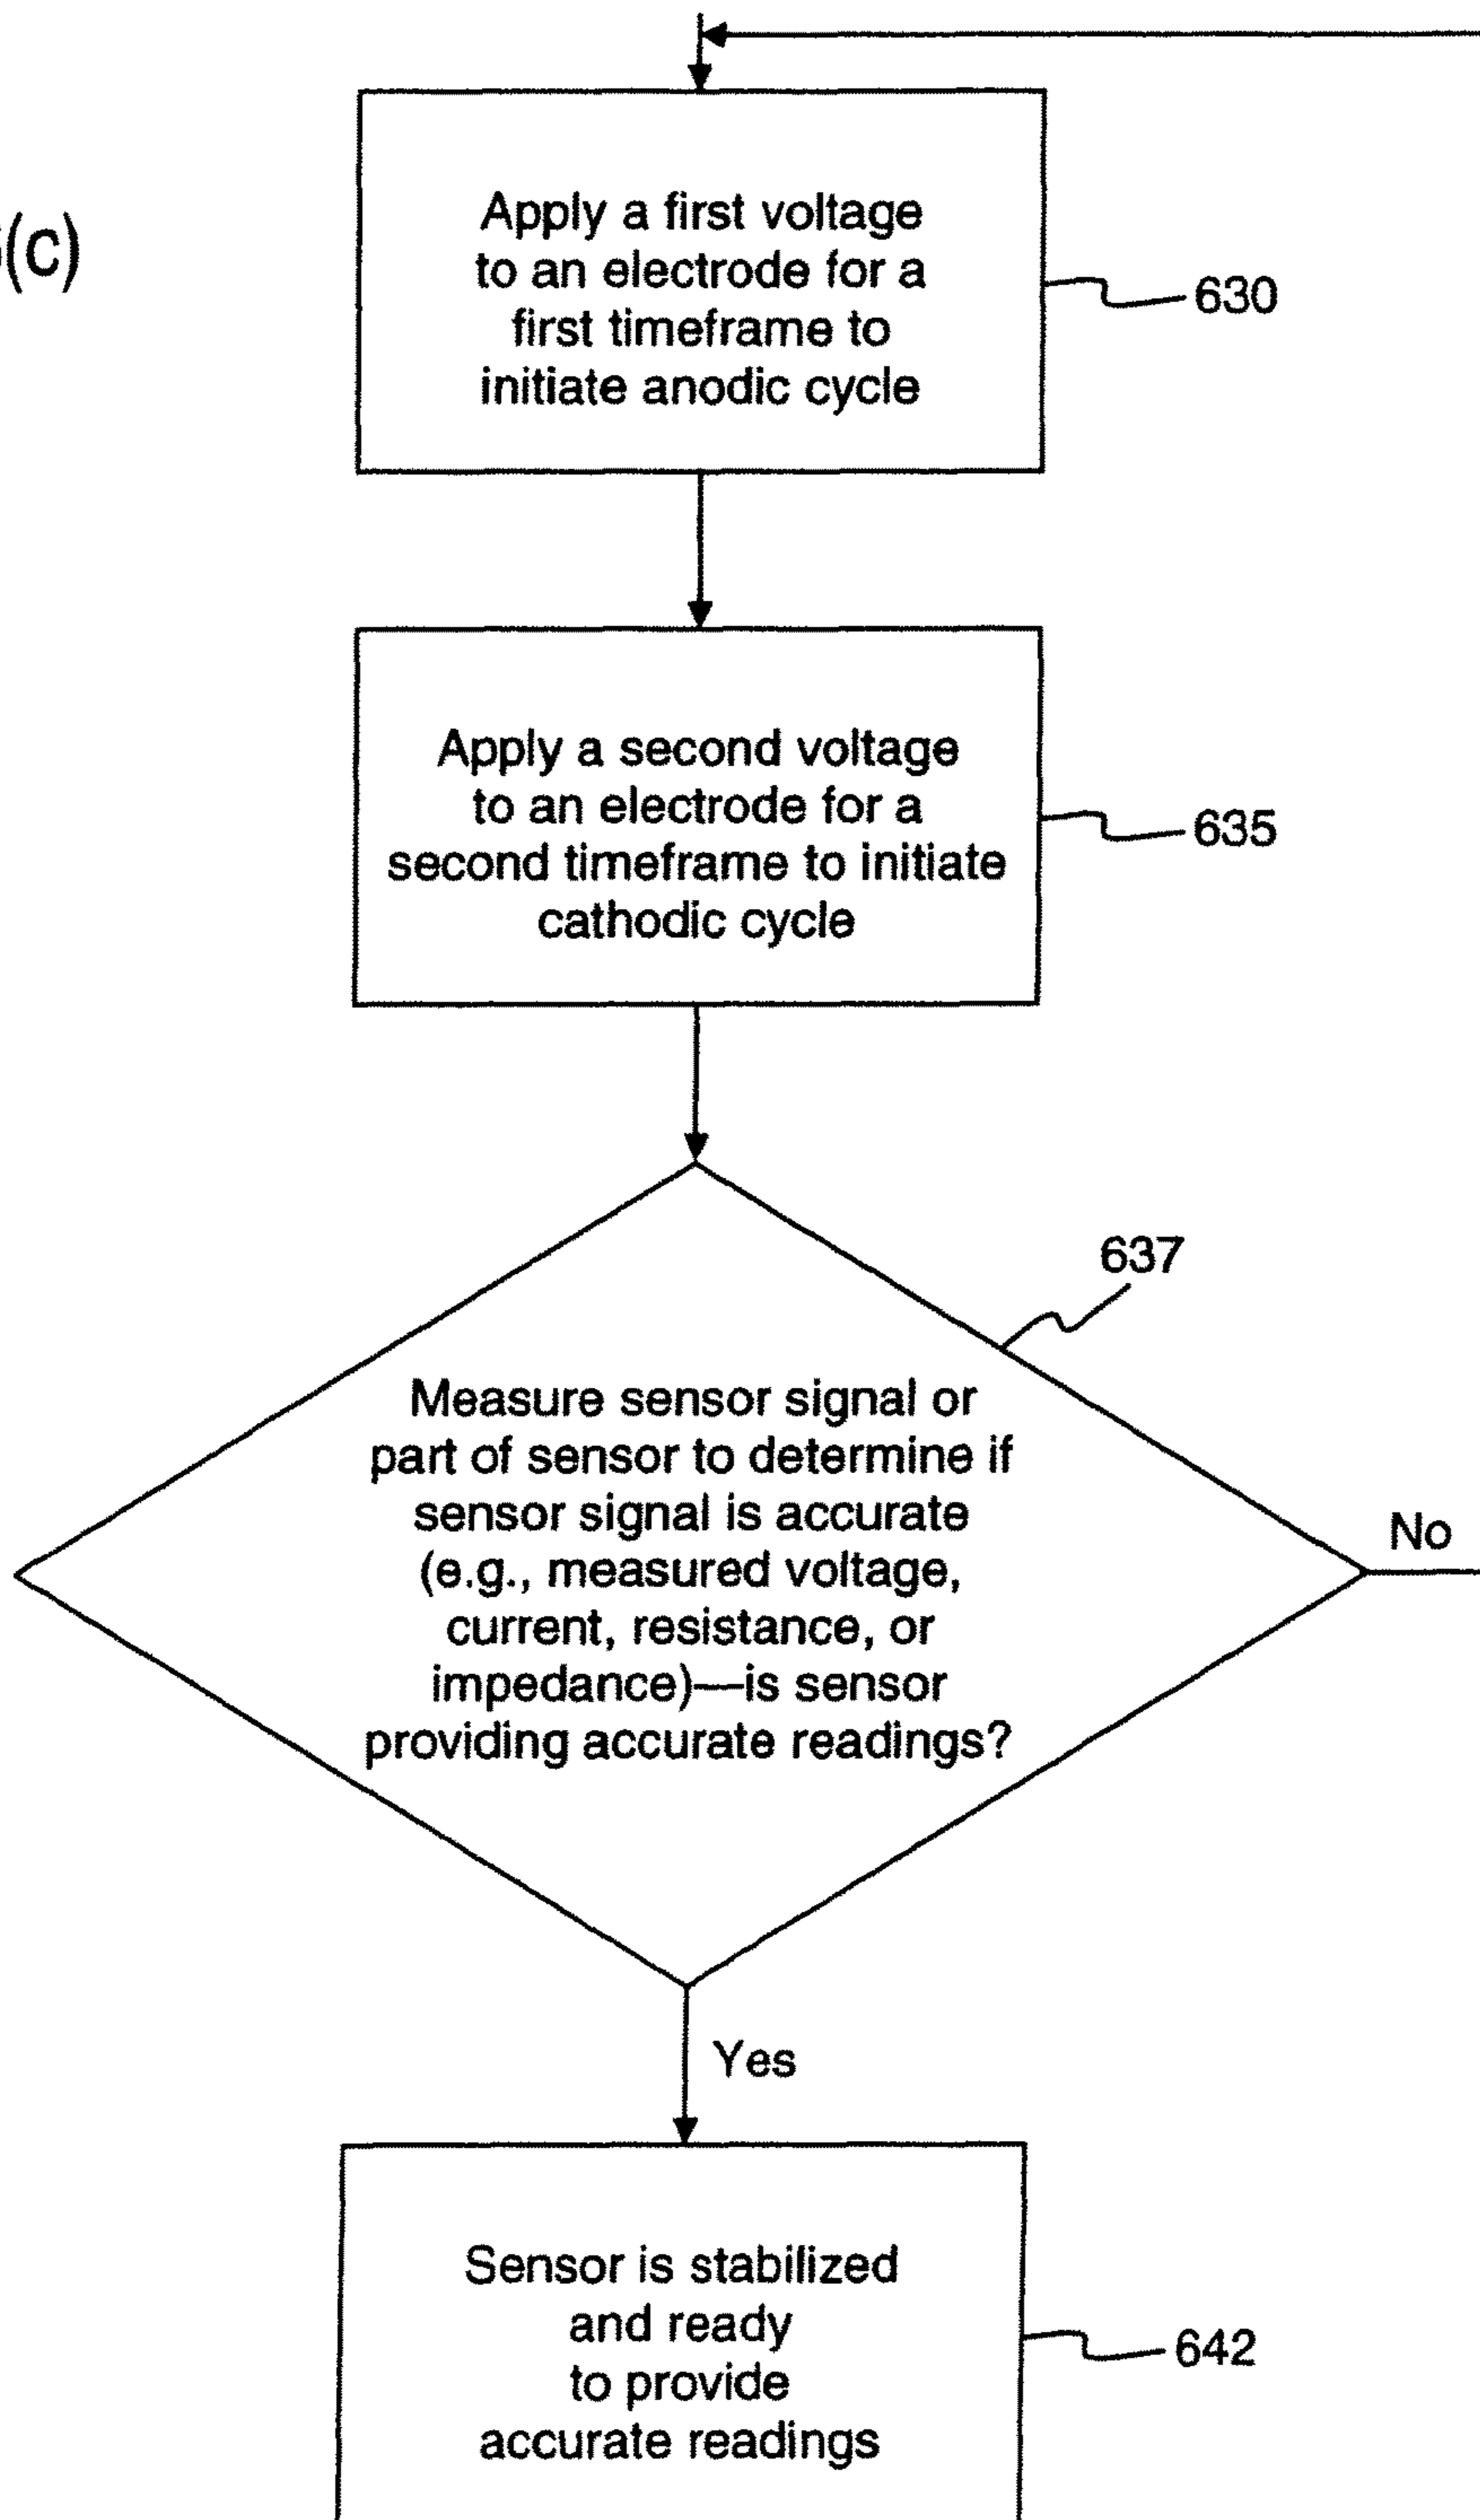 (c)
Apply a first voltage
to an electrode for a
first timeframe to
initiate anodic cycle
630
Apply a second voltage
to an electrode for a
second timeframe to initiate
cathodic cycle
635
637
Measure sensor signal or
part of sensor to determine if
sensor signal is accurate
(e.g., measured voltage,
current, resistance, or
impedance)—is sensor
providing accurate readings?
No
Yes
Sensor is stabilized
and ready
to provide
accurate readings
642